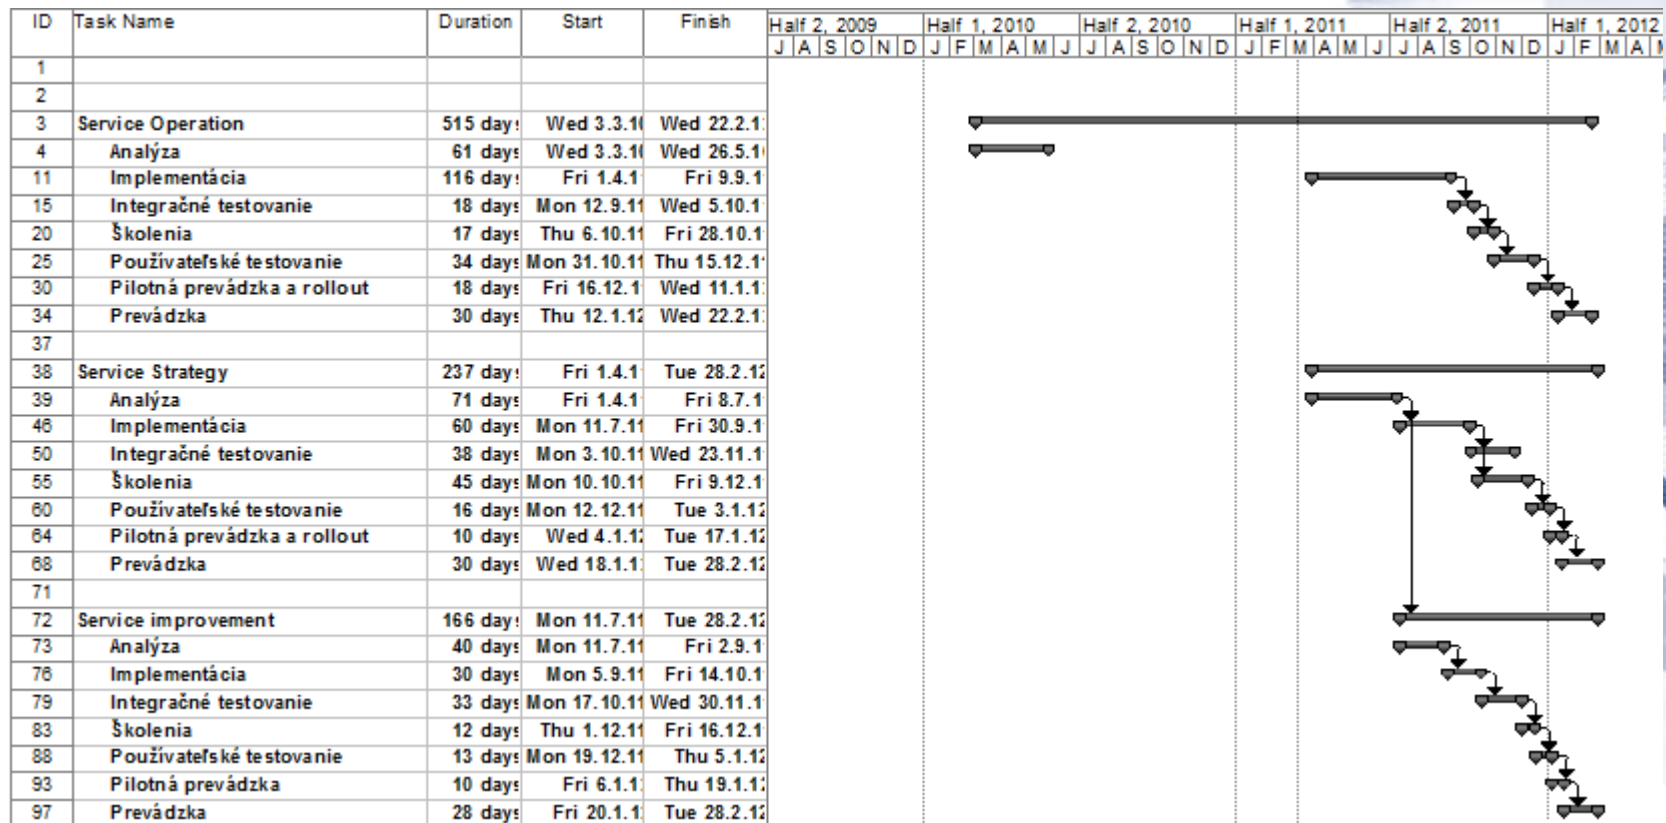 ID Task Name Duration Start Finish Half 2, 2009 Half 1, 2010 Half 2, 2010 Half 1, 2011 Half 2, 2011 Half 1, 2012
J A S O N D J F M A M J J A S O N D J F M A M J J A S O N D J F M A M
1
2
3 Service Operation 515 days Wed 3.3.10 Wed 22.2.1
4 Analýza 61 days Wed 3.3.10 Wed 26.5.1
11 Implementácia 116 days Fri 1.4.1 Fri 9.9.1
15 Integračné testovanie 18 days Mon 12.9.11 Wed 5.10.1
20 Školenia 17 days Thu 6.10.11 Fri 28.10.1
25 Používateľské testovanie 34 days Mon 31.10.11 Thu 15.12.1
30 Pilotná prevádzka a rollout 18 days Fri 16.12.1 Wed 11.1.1
34 Prevádzka 30 days Thu 12.1.12 Wed 22.2.1
37
38 Service Strategy 237 days Fri 1.4.1 Tue 28.2.12
39 Analýza 71 days Fri 1.4.1 Fri 8.7.1
46 Implementácia 60 days Mon 11.7.11 Fri 30.9.1
50 Integračné testovanie 38 days Mon 3.10.11 Wed 23.11.1
55 Školenia 45 days Mon 10.10.11 Fri 9.12.1
60 Používateľské testovanie 16 days Mon 12.12.11 Tue 3.1.12
64 Pilotná prevádzka a rollout 10 days Wed 4.1.12 Tue 17.1.12
68 Prevádzka 30 days Wed 18.1.1 Tue 28.2.12
71
72 Service improvement 166 days Mon 11.7.11 Tue 28.2.12
73 Analýza 40 days Mon 11.7.11 Fri 2.9.1
76 Implementácia 30 days Mon 5.9.11 Fri 14.10.1
79 Integračné testovanie 33 days Mon 17.10.11 Wed 30.11.1
83 Školenia 12 days Thu 1.12.11 Fri 16.12.1
88 Používateľské testovanie 13 days Mon 19.12.11 Thu 5.1.12
93 Pilotná prevádzka 10 days Fri 6.1.1 Thu 19.1.12
97 Prevádzka 28 days Fri 20.1.1 Tue 28.2.12